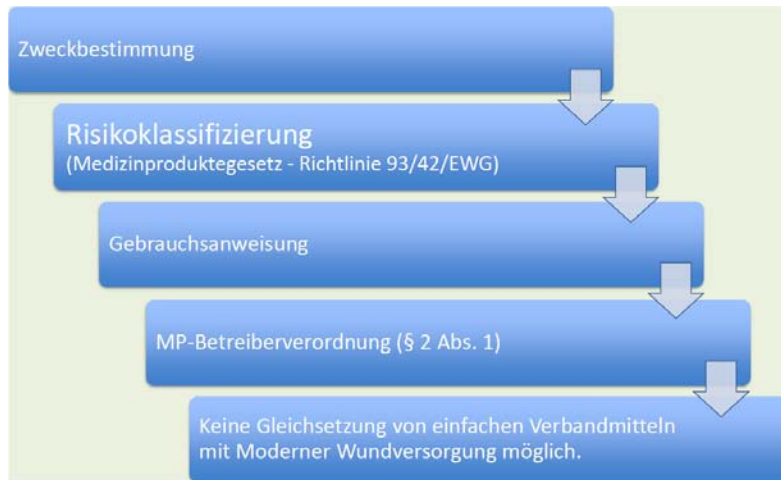 Zweckbestimmung
Risikoklassifizierung
(Medizinproduktegesetz - Richtlinie 93/42/EWG)
Gebrauchsanweisung
MP-Betreiberverordnung (§ 2 Abs. 1)
Keine Gleichsetzung von einfachen Verbandmitteln
mit Moderner Wundversorgung möglich.